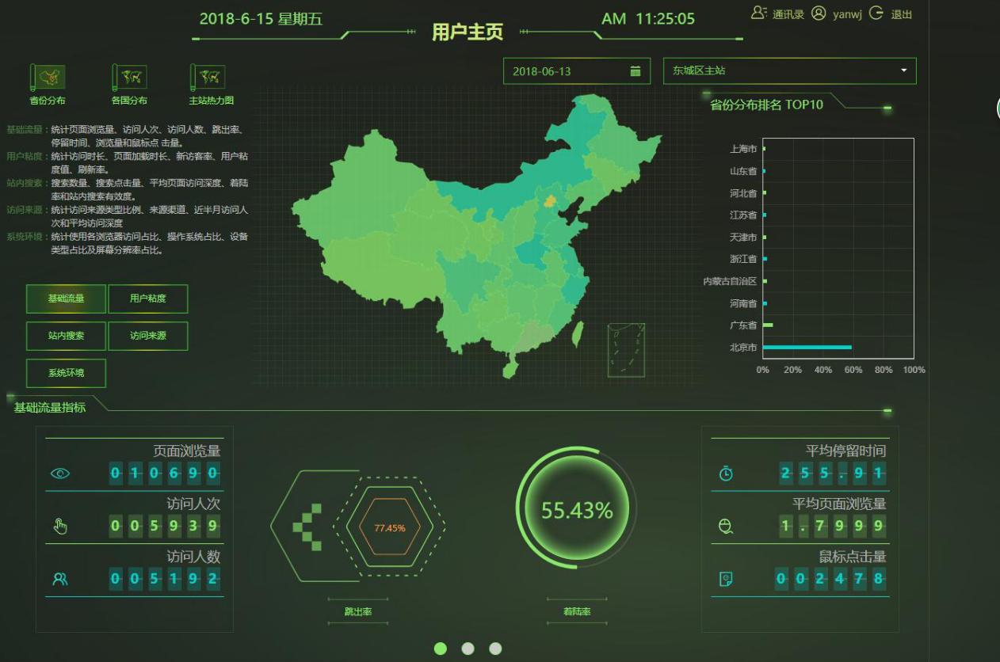 2018-6-15 星期五
用户主页
AM 11:25:05
通讯录 yanwj 退出
省份分布
各国分布
主站热力图
2018-06-13
东城区主站
基础流量：统计页面浏览量、访问人次、访问人数、跳出率、
停留时间、浏览量和鼠标点 击量。
用户粘度：统计访问时长、页面加载时长、新访客率、用户粘
度值、刷新率。
站内搜索：搜索数量、搜索点击量、平均页面访问深度、着陆
率和站内搜索有效度。
访问来源：统计访问来源类型比例、来源渠道、近半月访问人
次和平均访问深度
系统环境：统计使用各浏览器访问占比、操作系统占比、设备
类型占比及屏幕分辨率占比。
基础流量
用户粘度
站内搜索
访问来源
系统环境
省份分布排名 TOP10
上海市
山东省
河北省
江苏省
天津市
浙江省
内蒙古自治区
河南省
广东省
北京市
0% 20% 40% 60% 80% 100%
基础流量指标
页面浏览量
010690
访问人次
005939
访问人数
005192
77.45%
跳出率
55.43%
着陆率
平均停留时间
255.91
平均页面浏览量
1.7999
鼠标点击量
002478